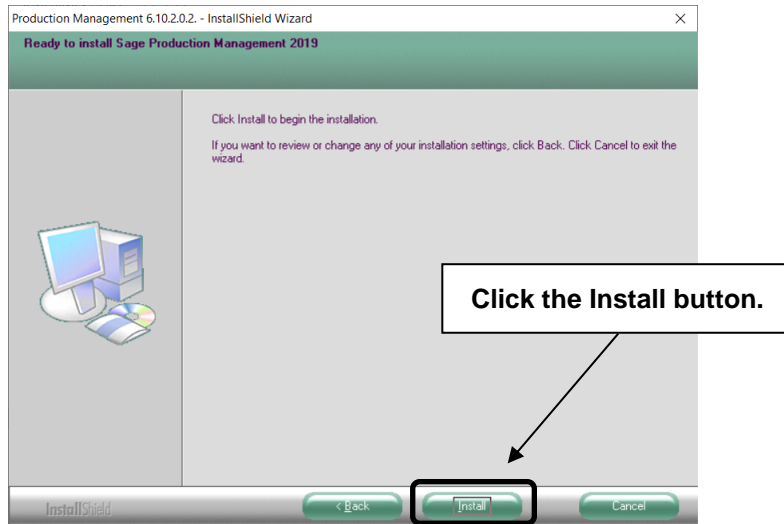 Production Management 6.10.2.0.2. - InstallShield Wizard
Ready to install Sage Production Management 2019
Click Install to begin the installation.
If you want to review or change any of your installation settings, click Back. Click Cancel to exit the
wizard.
Click the Install button.
InstallShield
< Back
Install
Cancel